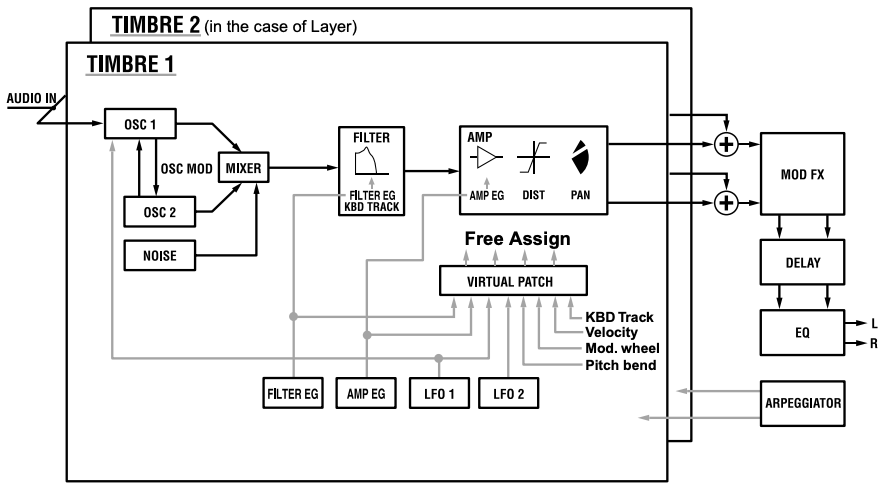 TIMBRE 2 (in the case of Layer)
TIMBRE 1
AUDIO IN
OSC 1
OSC MOD
MIXER
OSC 2
NOISE
FILTER
FILTER EG
KBD TRACK
AMP
AMP EG
DIST
PAN
MOD FX
DELAY
EQ
L
R
Free Assign
VIRTUAL PATCH
KBD Track
Velocity
Mod. wheel
Pitch bend
FILTER EG
AMP EG
LFO 1
LFO 2
ARPEGGIATOR